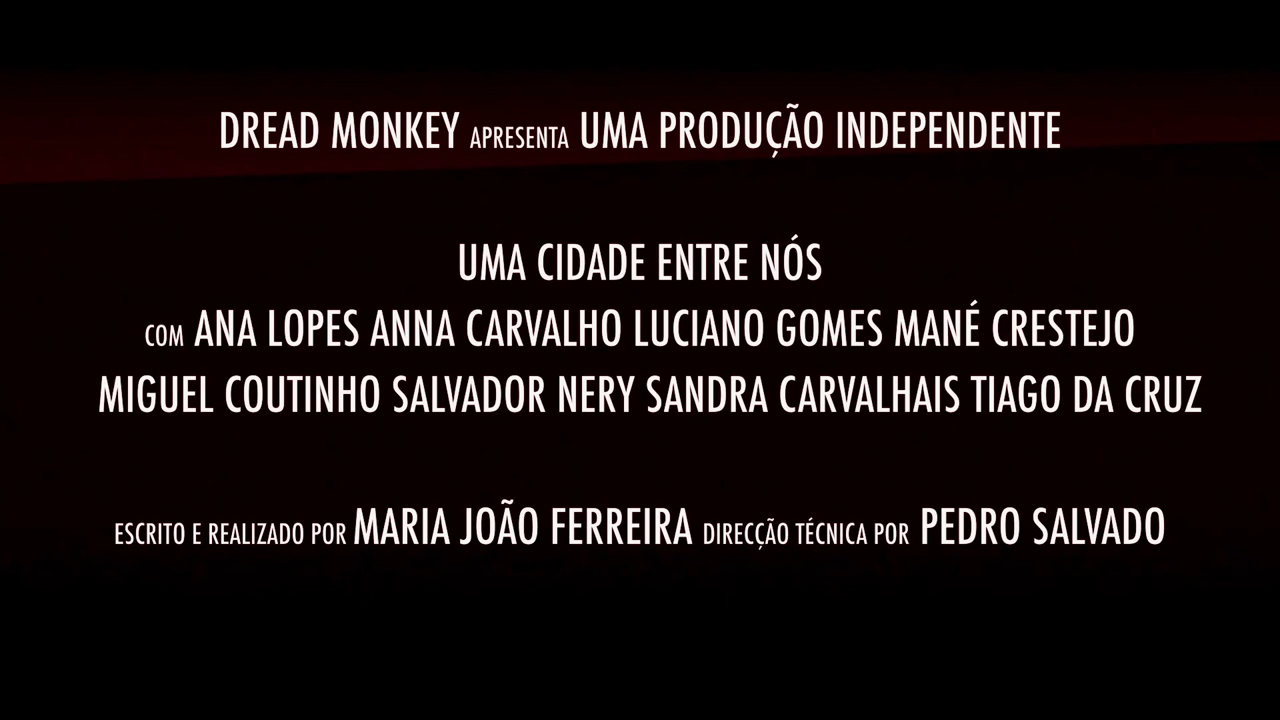 DREAD MONKEY APRESENTA UMA PRODUÇÃO INDEPENDENTE
UMA CIDADE ENTRE NÓS
COM ANA LOPES ANNA CARVALHO LUCIANO GOMES MANÉ CRESTEJO
MIGUEL COUTINHO SALVADOR NERY SANDRA CARVALHAIS TIAGO DA CRUZ
ESCRITO E REALIZADO POR MARIA JOÃO FERREIRA DIRECÇÃO TÉCNICA POR PEDRO SALVADO